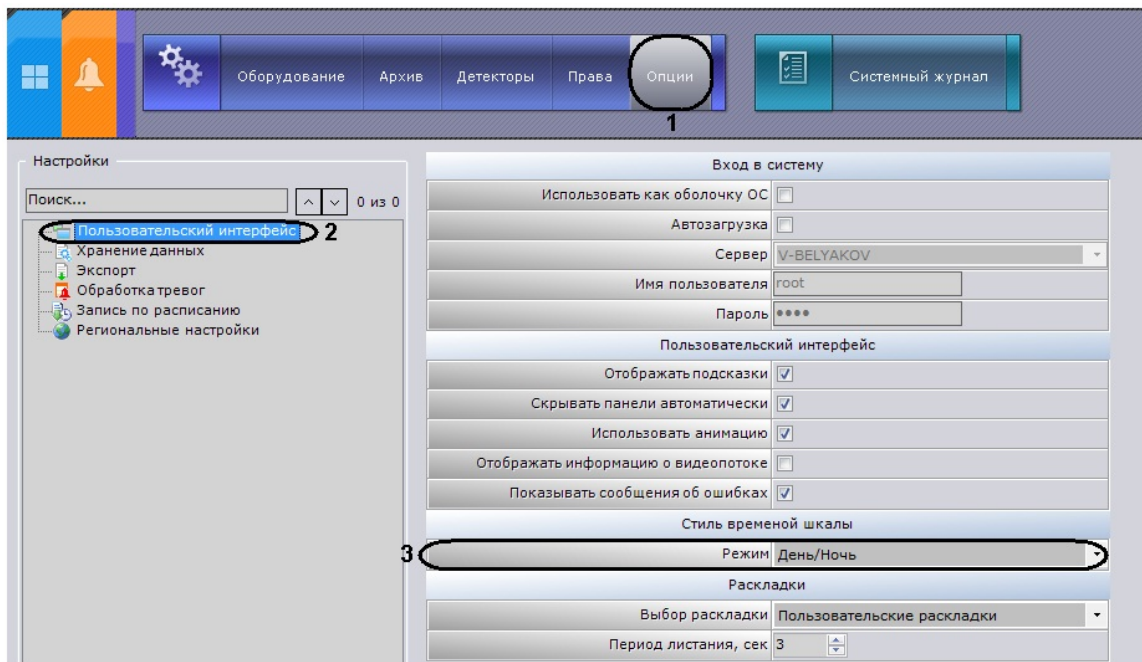 Оборудование Архив Детекторы Права Опции Системный журнал
1
Настройки
Поиск... 0 из 0
Пользовательский интерфейс 2
Хранение данных
Экспорт
Обработка тревог
Запись по расписанию
Региональные настройки
Вход в систему
Использовать как оболочку ОС
Автозагрузка
Сервер V-BELYAKOV
Имя пользователя root
Пароль ••••
Пользовательский интерфейс
Отображать подсказки
Скрывать панели автоматически
Использовать анимацию
Отображать информацию о видеопотоке
Показывать сообщения об ошибках
Стиль временой шкалы
3 Режим День/Ночь
Раскладки
Выбор раскладки Пользовательские раскладки
Период листания, сек 3